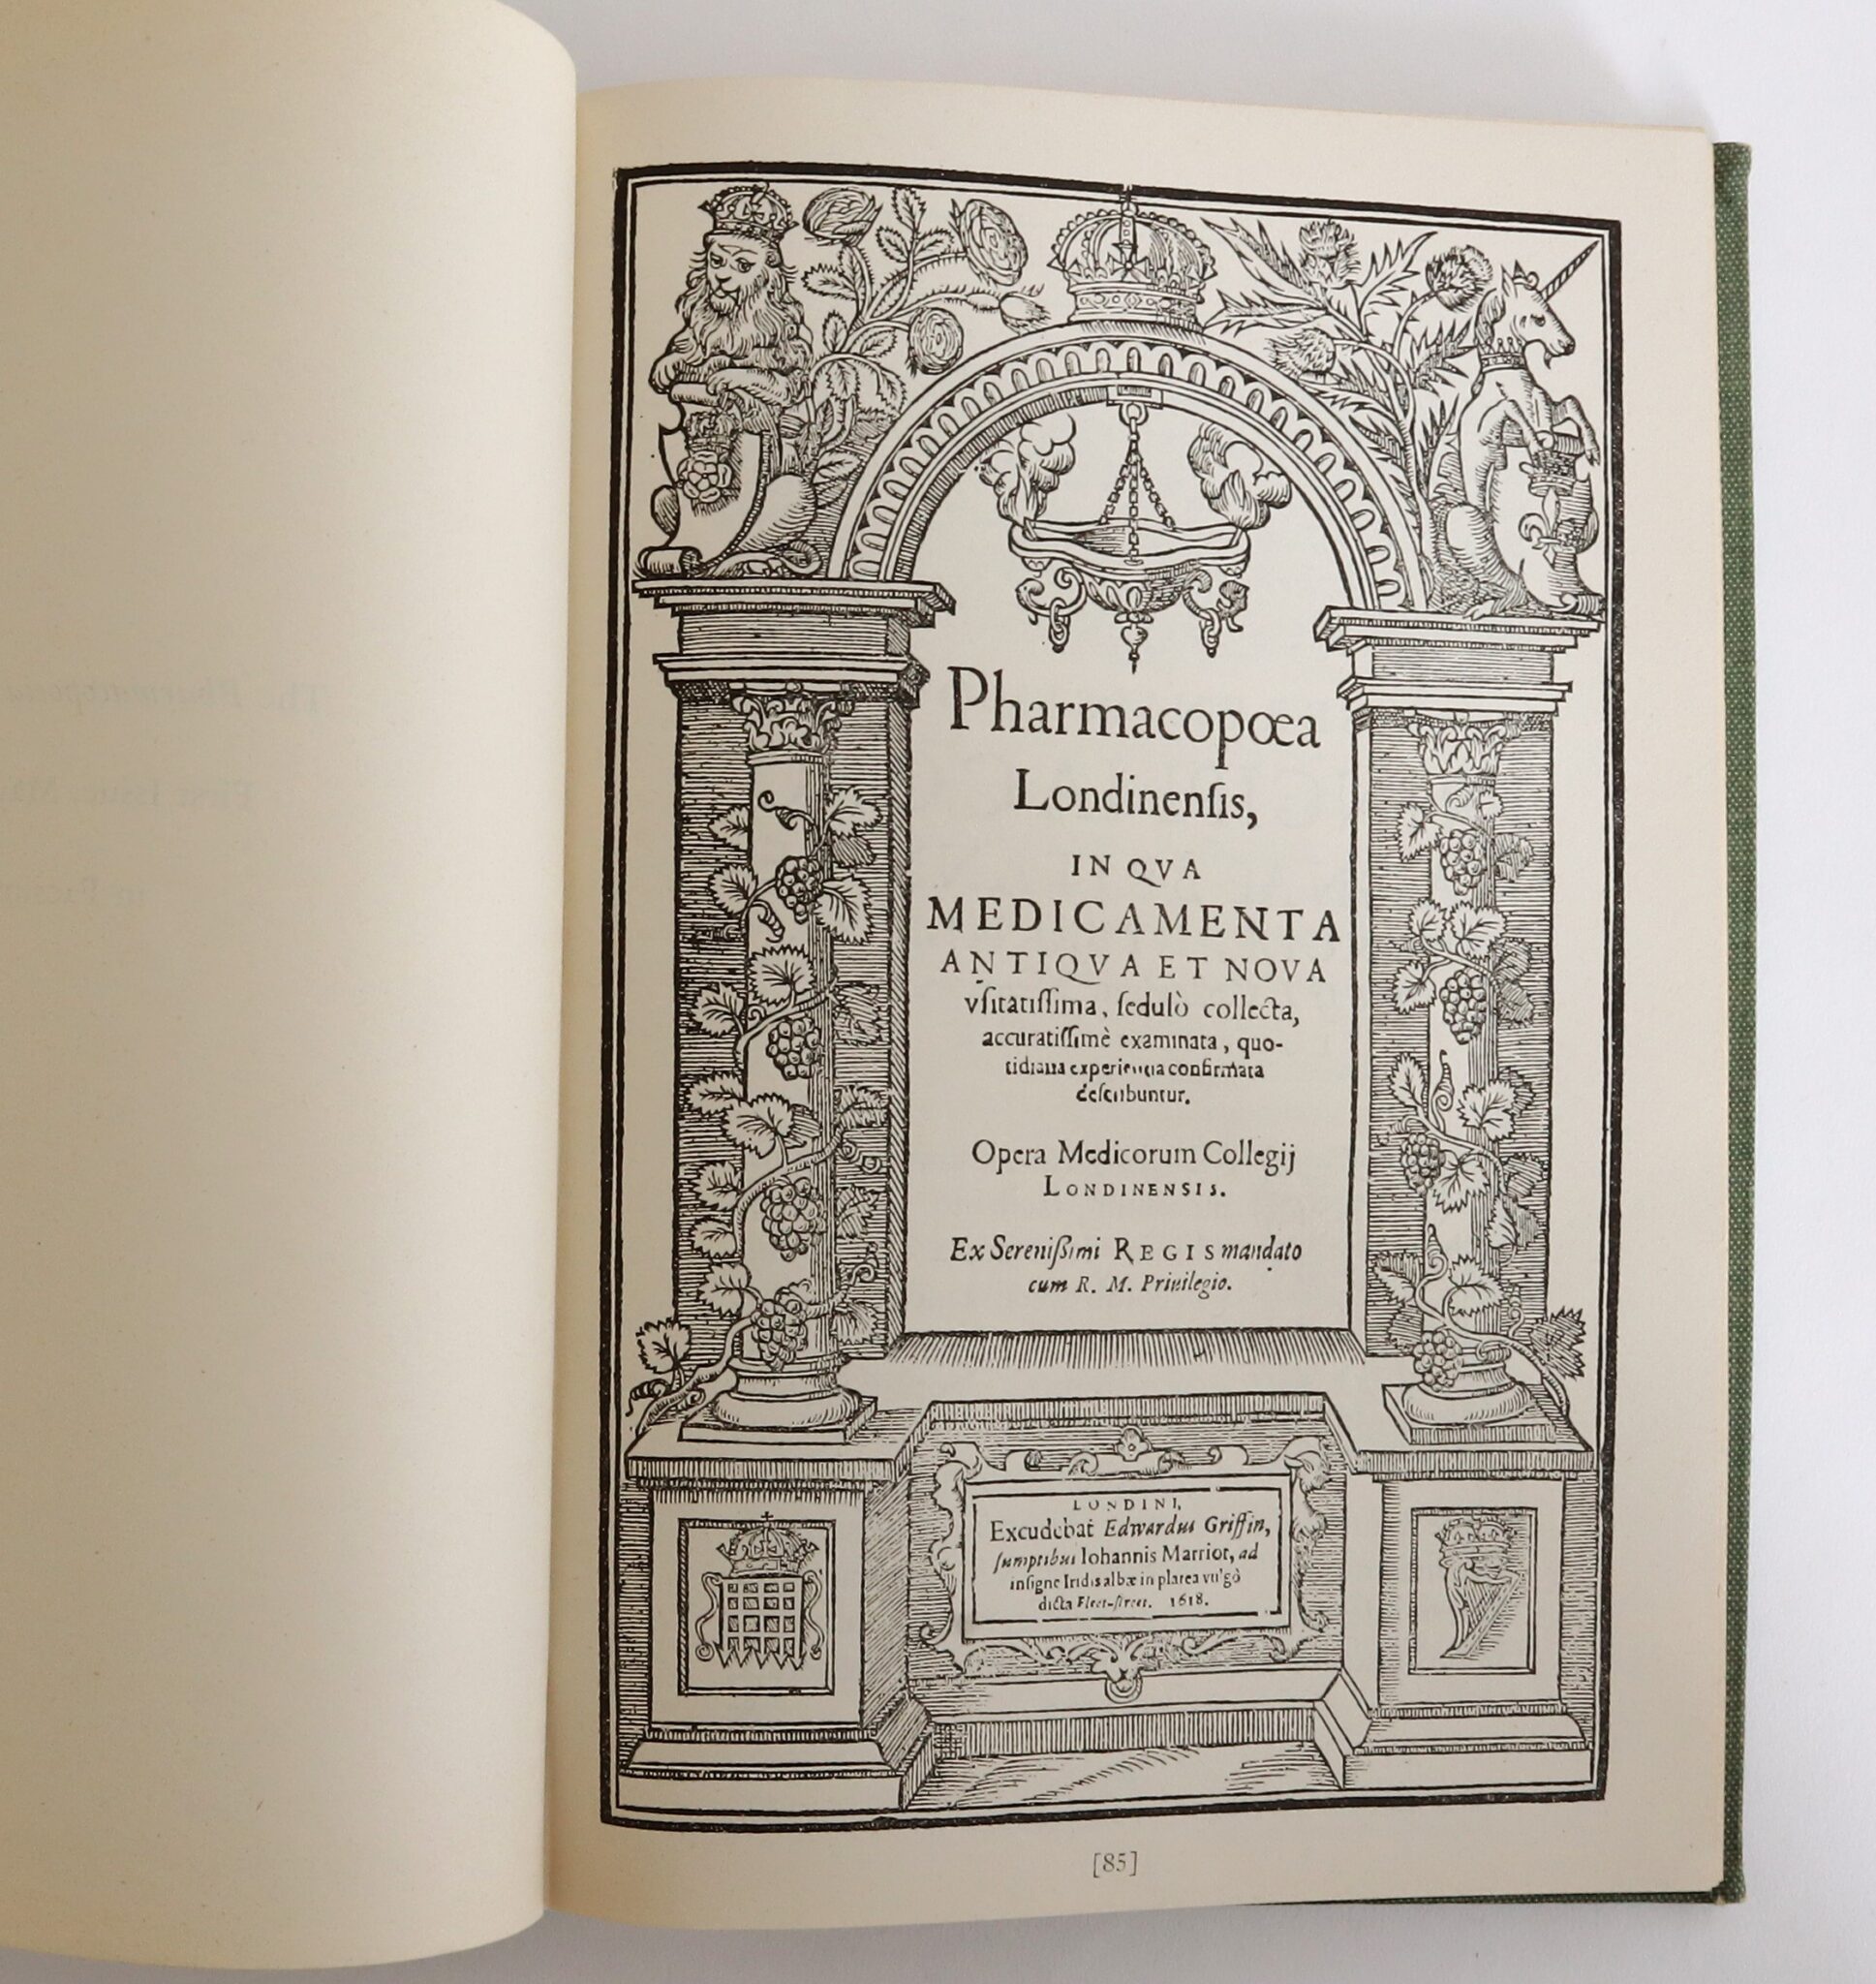 Pharmacopœa
Londinenſis,
IN QVA
MEDICAMENTA
ANTIQVA ET NOVA
vſitatiſſima, ſedulò collecta,
accuratiſſimè examinata, quo-
tidiana experientia confirmata
deſcribuntur.
Opera Medicorum Collegij
LONDINENSIS.
Ex Sereniſsimi REGIS mandato
cum R. M. Priuilegio.
LONDINI,
Excudebat Edwardus Griffin,
ſumptibus Iohannis Marriot, ad
inſigne Iridis albæ in platea vulgò
dicta Fleet-ſtreet. 1618.
[85]